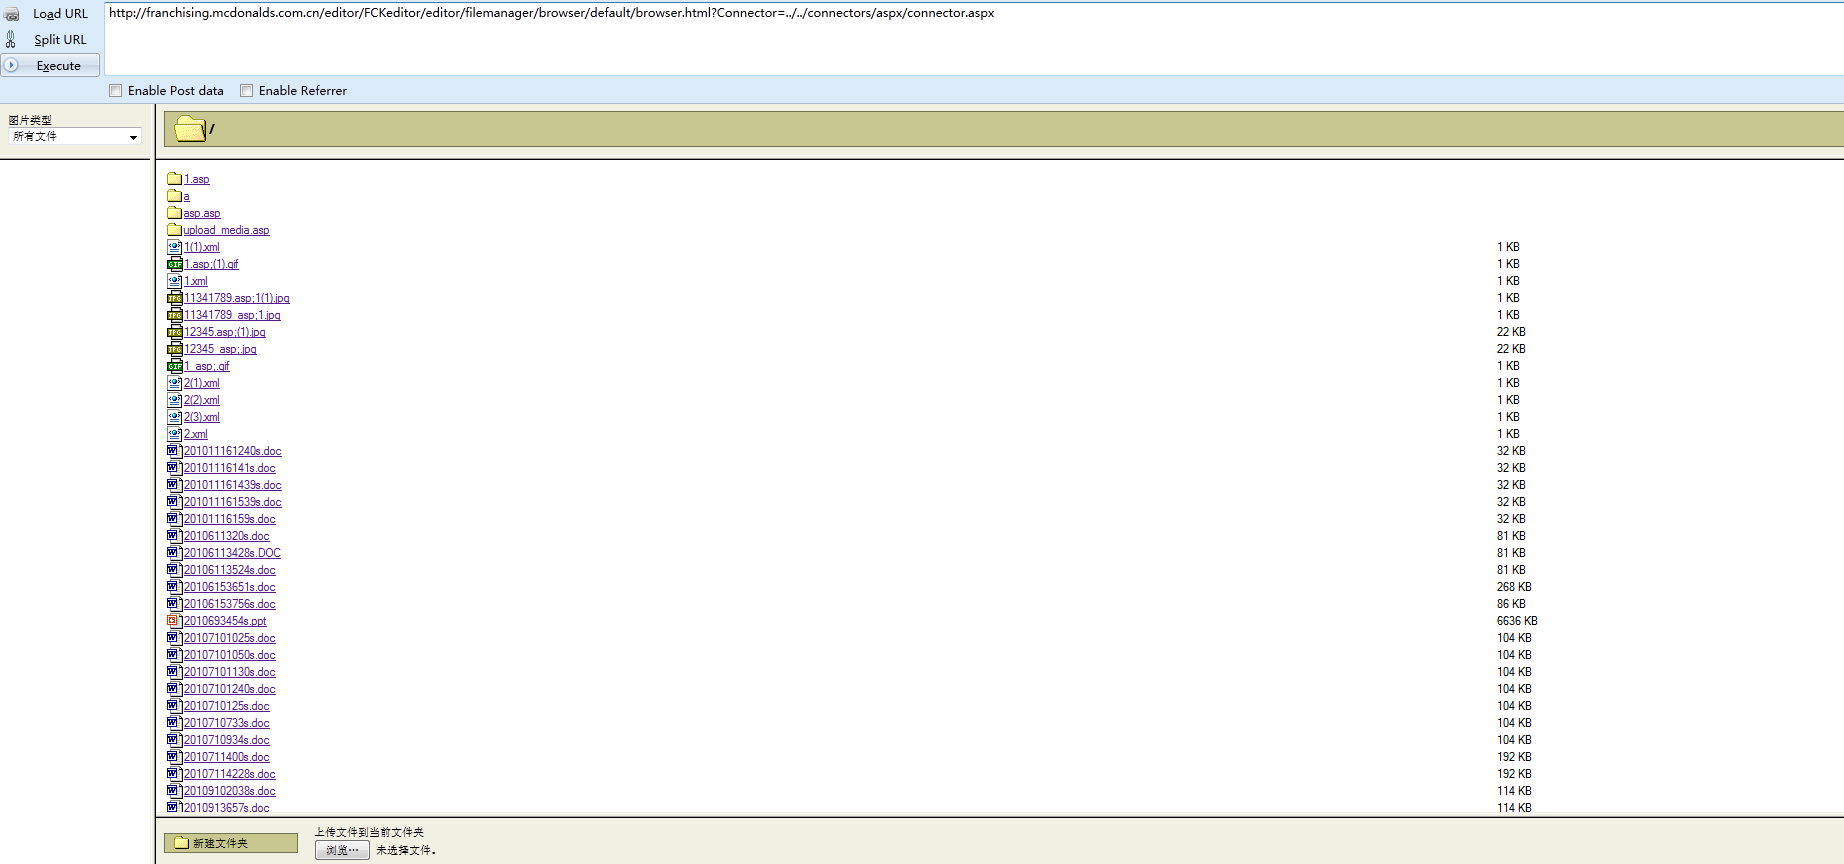 Load URL
http://franchising.mcdonalds.com.cn/editor/FCKeditor/editor/filemanager/browser/default/browser.html?Connector=../../connectors/aspx/connector.aspx
Split URL
Execute
Enable Post data Enable Referrer
图片类型
所有文件
/
1.asp
a
asp.asp
upload_media.asp
1(1).xml 1 KB
1.asp;(1).gif 1 KB
1.xml 1 KB
11341789.asp;1(1).jpg 1 KB
11341789_asp;1.jpg 1 KB
12345.asp;(1).jpg 22 KB
12345_asp;.jpg 22 KB
1_asp;.gif 1 KB
2(1).xml 1 KB
2(2).xml 1 KB
2(3).xml 1 KB
2.xml 1 KB
201011161240s.doc 32 KB
20101116141s.doc 32 KB
201011161439s.doc 32 KB
201011161539s.doc 32 KB
20101116159s.doc 32 KB
2010611320s.doc 81 KB
20106113428s.DOC 81 KB
20106113524s.doc 81 KB
20106153651s.doc 268 KB
20106153756s.doc 86 KB
2010693454s.ppt 6636 KB
20107101025s.doc 104 KB
20107101050s.doc 104 KB
20107101130s.doc 104 KB
20107101240s.doc 104 KB
2010710125s.doc 104 KB
2010710733s.doc 104 KB
2010710934s.doc 104 KB
2010711400s.doc 192 KB
20107114228s.doc 192 KB
20109102038s.doc 114 KB
2010913657s.doc 114 KB
上传文件到当前文件夹
新建文件夹
浏览… 未选择文件。